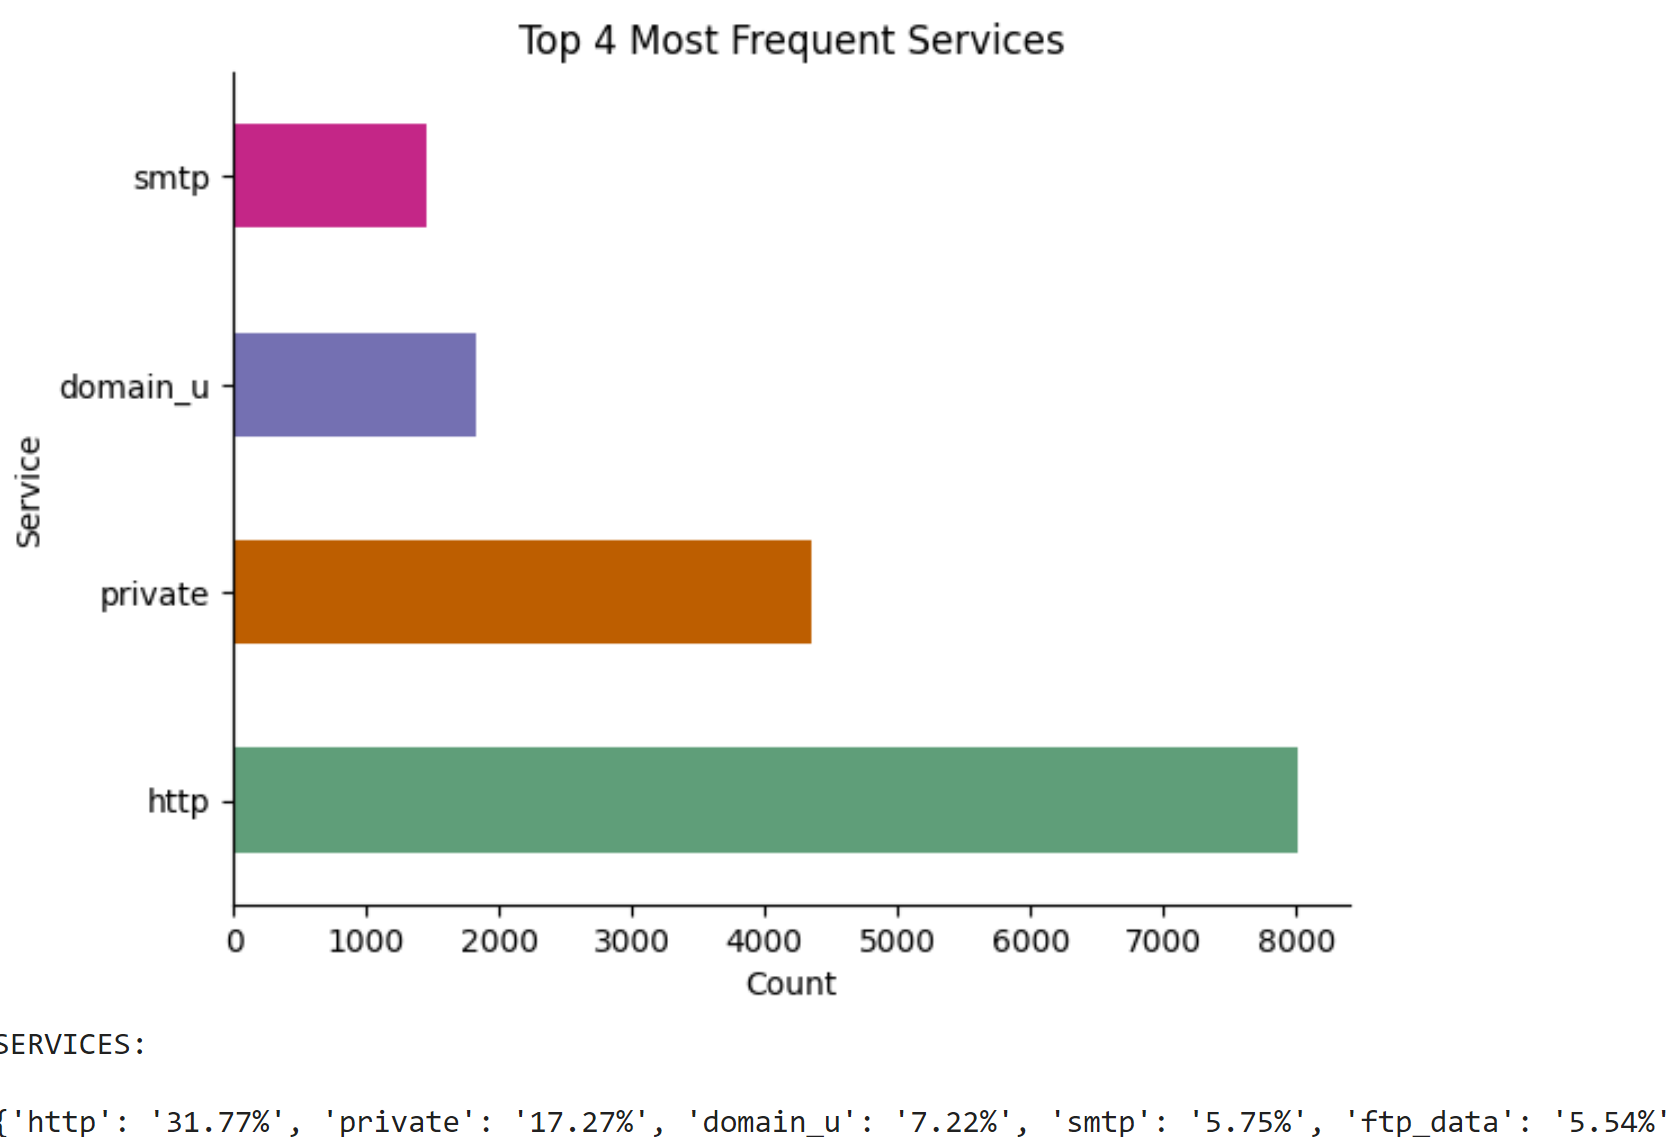 Top 4 Most Frequent Services
smtp
domain_u
Service
private
http
0 1000 2000 3000 4000 5000 6000 7000 8000
Count
SERVICES:
{'http': '31.77%', 'private': '17.27%', 'domain_u': '7.22%', 'smtp': '5.75%', 'ftp_data': '5.54%'